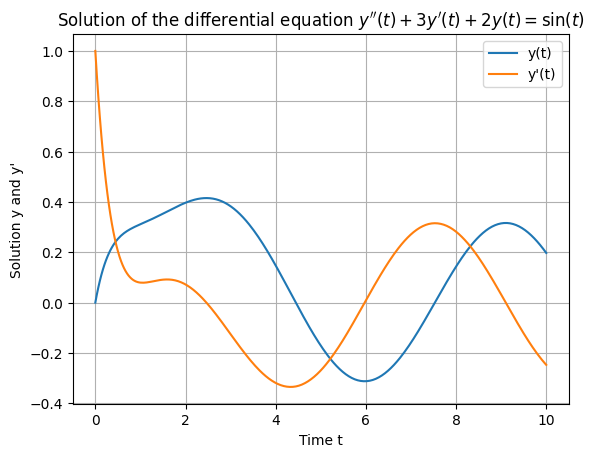 Solution of the differential equation y′′(t) + 3y′(t) + 2y(t) = sin(t)
y(t)
y'(t)
Solution y and y'
1.0
0.8
0.6
0.4
0.2
0.0
−0.2
−0.4
0 2 4 6 8 10
Time t